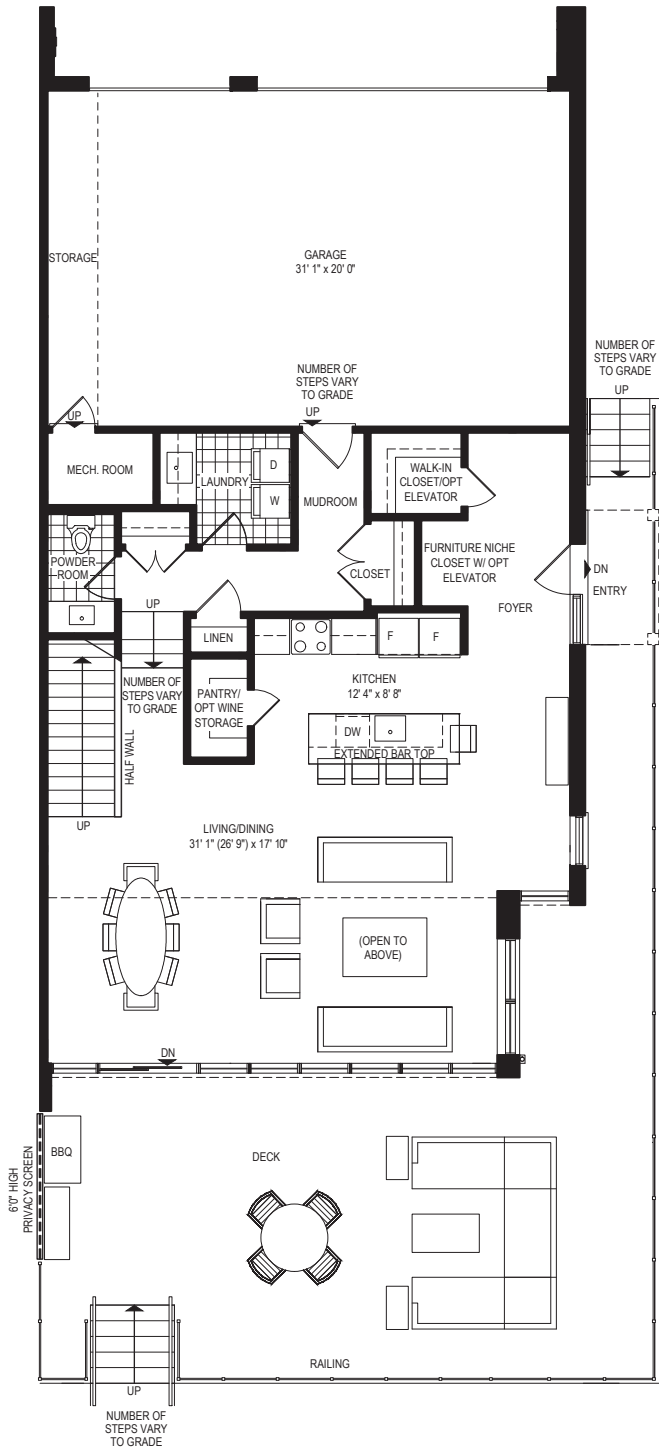 STORAGE
GARAGE
31' 1" x 20' 0"
NUMBER OF
STEPS VARY
TO GRADE
UP
NUMBER OF
STEPS VARY
TO GRADE
UP
UP
MECH. ROOM
LAUNDRY
D
W
MUDROOM
WALK-IN
CLOSET/OPT
ELEVATOR
POWDER
ROOM
CLOSET
FURNITURE NICHE
CLOSET W/ OPT
ELEVATOR
DN
ENTRY
FOYER
UP
LINEN
F
F
NUMBER OF
STEPS VARY
TO GRADE
PANTRY/
OPT WINE
STORAGE
KITCHEN
12' 4" x 8' 8"
DW
EXTENDED BAR TOP
HALF WALL
UP
LIVING/DINING
31' 1" (26' 9") x 17' 10"
(OPEN TO
ABOVE)
DN
6'0" HIGH
PRIVACY SCREEN
BBQ
DECK
RAILING
UP
NUMBER OF
STEPS VARY
TO GRADE